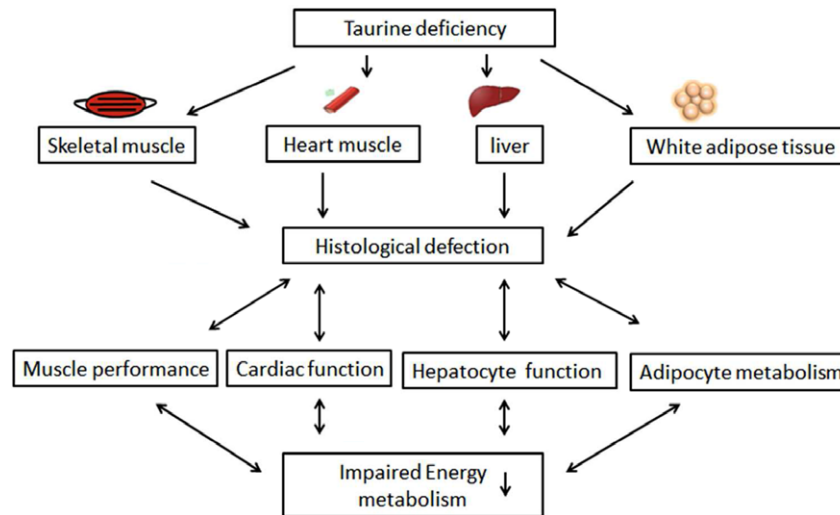 Taurine deficiency
Skeletal muscle
Heart muscle
liver
White adipose tissue
Histological defection
Muscle performance
Cardiac function
Hepatocyte function
Adipocyte metabolism
Impaired Energy
metabolism